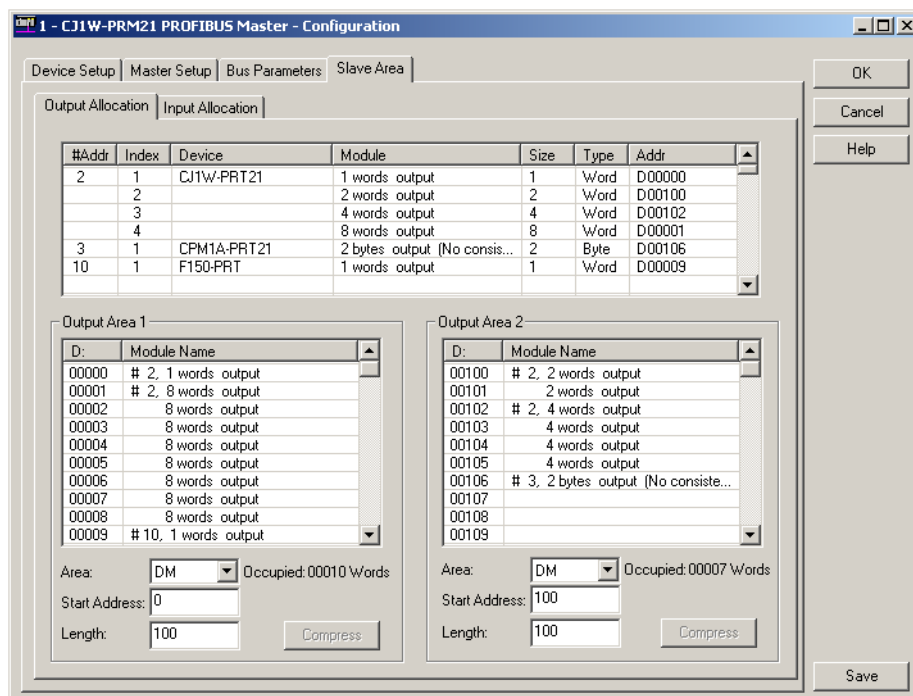 1 - CJ1W-PRM21 PROFIBUS Master - Configuration
Device Setup Master Setup Bus Parameters Slave Area
OK
Output Allocation Input Allocation
Cancel
Help
#Addr Index Device Module Size Type Addr
2 1 CJ1W-PRT21 1 words output 1 Word D00000
2 2 words output 2 Word D00100
3 4 words output 4 Word D00102
4 8 words output 8 Word D00001
3 1 CPM1A-PRT21 2 bytes output (No consis... 2 Byte D00106
10 1 F150-PRT 1 words output 1 Word D00009
Output Area 1
D: Module Name
00000 # 2, 1 words output
00001 # 2, 8 words output
00002 8 words output
00003 8 words output
00004 8 words output
00005 8 words output
00006 8 words output
00007 8 words output
00008 8 words output
00009 #10, 1 words output
Area: DM Occupied:00010 Words
Start Address: 0
Length: 100 Compress
Output Area 2
D: Module Name
00100 # 2, 2 words output
00101 2 words output
00102 # 2, 4 words output
00103 4 words output
00104 4 words output
00105 4 words output
00106 # 3, 2 bytes output (No consiste...
00107
00108
00109
Area: DM Occupied:00007 Words
Start Address: 100
Length: 100 Compress
Save